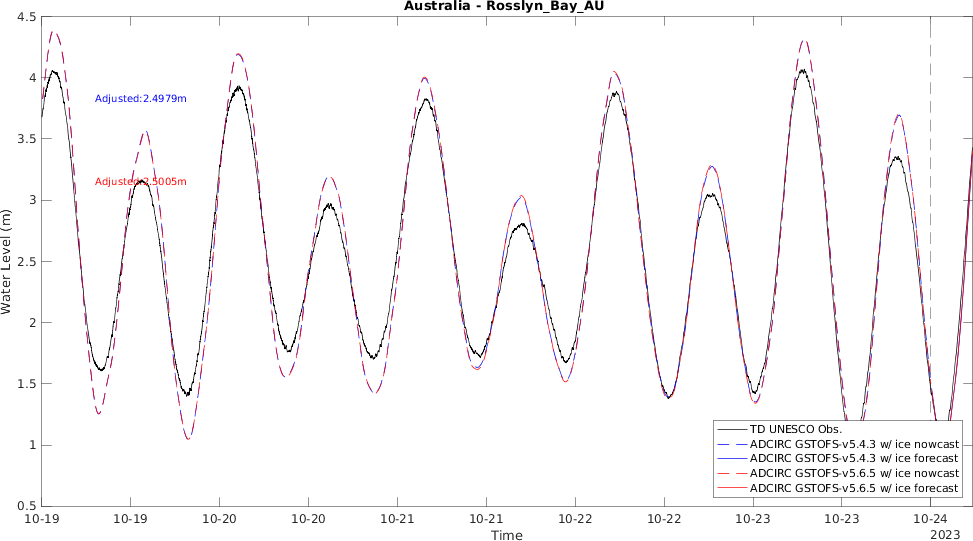 Australia - Rosslyn_Bay_AU
4.5
4
3.5
3
2.5
2
1.5
1
0.5
Water Level (m)
Adjusted:2.4979m
Adjusted:2.5005m
TD UNESCO Obs.
ADCIRC GSTOFS-v5.4.3 w/ ice nowcast
ADCIRC GSTOFS-v5.4.3 w/ ice forecast
ADCIRC GSTOFS-v5.6.5 w/ ice nowcast
ADCIRC GSTOFS-v5.6.5 w/ ice forecast
10-19 10-19 10-20 10-20 10-21 10-21 10-22 10-22 10-23 10-23 10-24
2023
Time